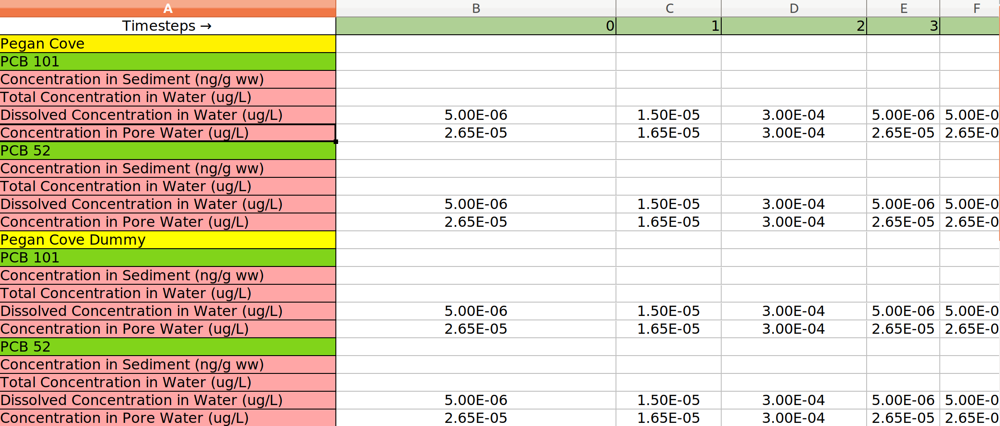 A B C D E F
Timesteps → 0 1 2 3
Pegan Cove
PCB 101
Concentration in Sediment (ng/g ww)
Total Concentration in Water (ug/L)
Dissolved Concentration in Water (ug/L) 5.00E-06 1.50E-05 3.00E-04 5.00E-06 5.00E-0
Concentration in Pore Water (ug/L) 2.65E-05 1.65E-05 3.00E-04 2.65E-05 2.65E-0
PCB 52
Concentration in Sediment (ng/g ww)
Total Concentration in Water (ug/L)
Dissolved Concentration in Water (ug/L) 5.00E-06 1.50E-05 3.00E-04 5.00E-06 5.00E-0
Concentration in Pore Water (ug/L) 2.65E-05 1.65E-05 3.00E-04 2.65E-05 2.65E-0
Pegan Cove Dummy
PCB 101
Concentration in Sediment (ng/g ww)
Total Concentration in Water (ug/L)
Dissolved Concentration in Water (ug/L) 5.00E-06 1.50E-05 3.00E-04 5.00E-06 5.00E-0
Concentration in Pore Water (ug/L) 2.65E-05 1.65E-05 3.00E-04 2.65E-05 2.65E-0
PCB 52
Concentration in Sediment (ng/g ww)
Total Concentration in Water (ug/L)
Dissolved Concentration in Water (ug/L) 5.00E-06 1.50E-05 3.00E-04 5.00E-06 5.00E-0
Concentration in Pore Water (ug/L) 2.65E-05 1.65E-05 3.00E-04 2.65E-05 2.65E-0